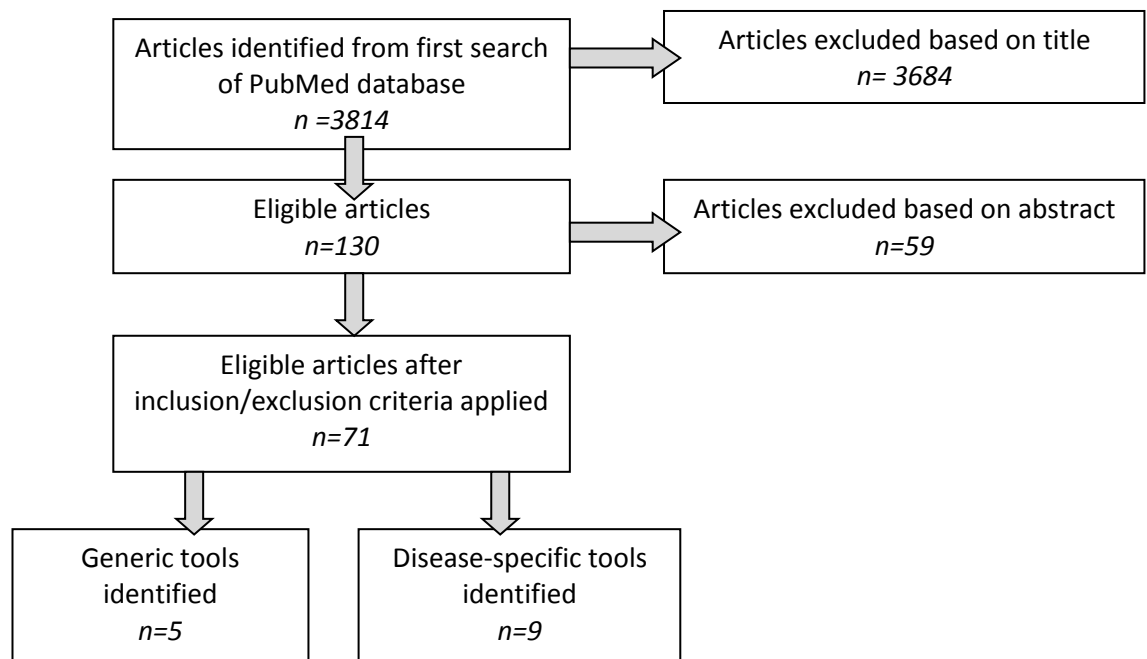 Articles identified from first search
of PubMed database
n =3814
Articles excluded based on title
n= 3684
Eligible articles
n=130
Articles excluded based on abstract
n=59
Eligible articles after
inclusion/exclusion criteria applied
n=71
Generic tools
identified
n=5
Disease-specific tools
identified
n=9